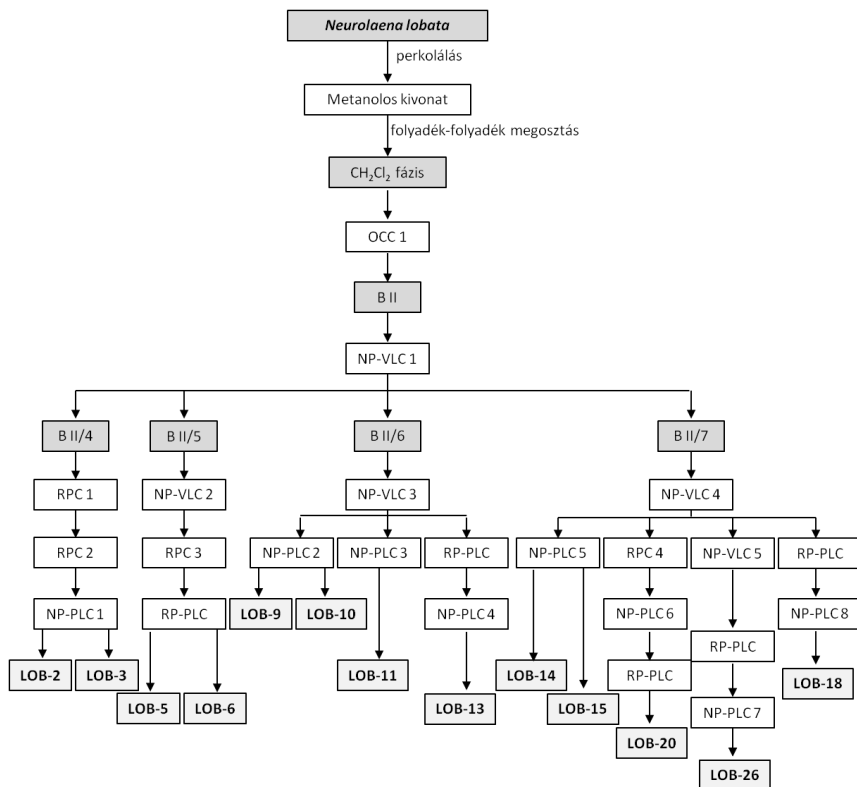 Neurolaena lobata
perkolálás
Metanolos kivonat
folyadék-folyadék megosztás
CH₂Cl₂ fázis
OCC 1
B II
NP-VLC 1
B II/4
B II/5
B II/6
B II/7
RPC 1
NP-VLC 2
NP-VLC 3
NP-VLC 4
RPC 2
RPC 3
NP-PLC 2
NP-PLC 3
RP-PLC
NP-PLC 5
RPC 4
NP-VLC 5
RP-PLC
NP-PLC 1
RP-PLC
LOB-9
LOB-10
NP-PLC 4
NP-PLC 6
NP-PLC 8
RP-PLC
LOB-2
LOB-3
LOB-11
LOB-14
RP-PLC
LOB-18
LOB-5
LOB-6
LOB-13
LOB-15
NP-PLC 7
LOB-20
LOB-26